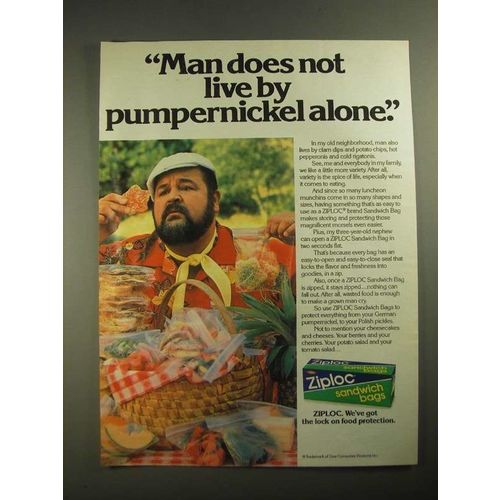 “Man does not
live by
pumpernickel alone.”
In my old neighborhood, man also
lives by clam dips and potato chips, hot
pepperonis and cold rigatonis.
See, me and everybody in my family,
we like a little more variety. After all,
variety is the spice of life, especially when
it comes to eating.
And since so many luncheon
munchies come in so many shapes and
sizes, having something that's as easy to
use as a ZIPLOC® brand Sandwich Bag
makes storing and protecting those
magnificent morsels even easier.
Plus, my three-year-old nephew
can open a ZIPLOC Sandwich Bag in
two seconds flat.
That's because every bag has an
easy-to-open and easy-to-close seal that
locks the flavor and freshness into
goodies, in a zip.
Also, once a ZIPLOC Sandwich Bag
is zipped, it stays zipped...nothing can
fall out. After all, wasted food is enough
to make a grown man cry.
So use ZIPLOC Sandwich Bags to
protect everything from your German
pumpernickel, to your Polish pickles.
Not to mention your cheesecakes
and cheeses. Your berries and your
cherries. Your potato salad and your
tomato salad...
Ziploc
sandwich
bags
Ziploc
sandwich
bags
ZIPLOC. We've got
the lock on food protection.
®Trademark of Dow Consumer Products Inc.